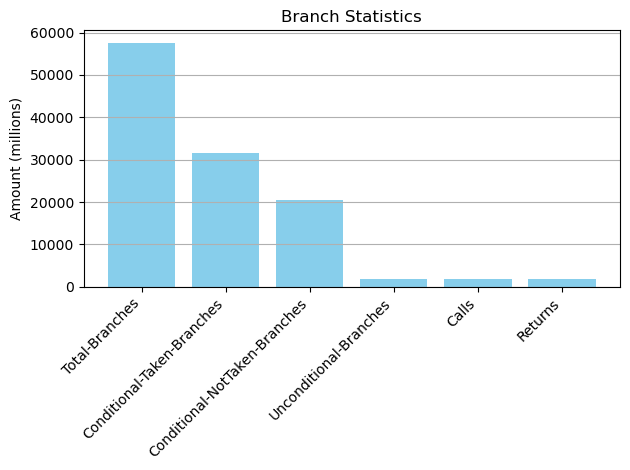 Branch Statistics
Amount (millions)
60000
50000
40000
30000
20000
10000
0
Total-Branches
Conditional-Taken-Branches
Conditional-NotTaken-Branches
Unconditional-Branches
Calls
Returns